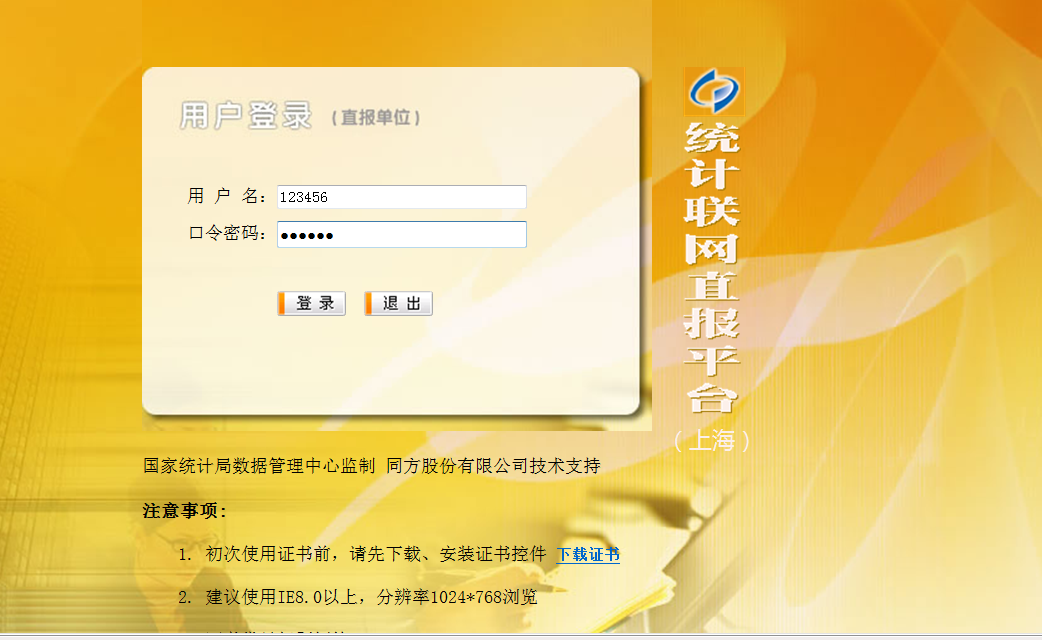 用户登录 (直报单位)
用 户 名: 123456
口令密码: ●●●●●●
登 录 退 出
统计联网直报平台
(上海)
国家统计局数据管理中心监制 同方股份有限公司技术支持
注意事项:
1. 初次使用证书前，请先下载、安装证书控件 下载证书
2. 建议使用IE8.0以上，分辨率1024*768浏览